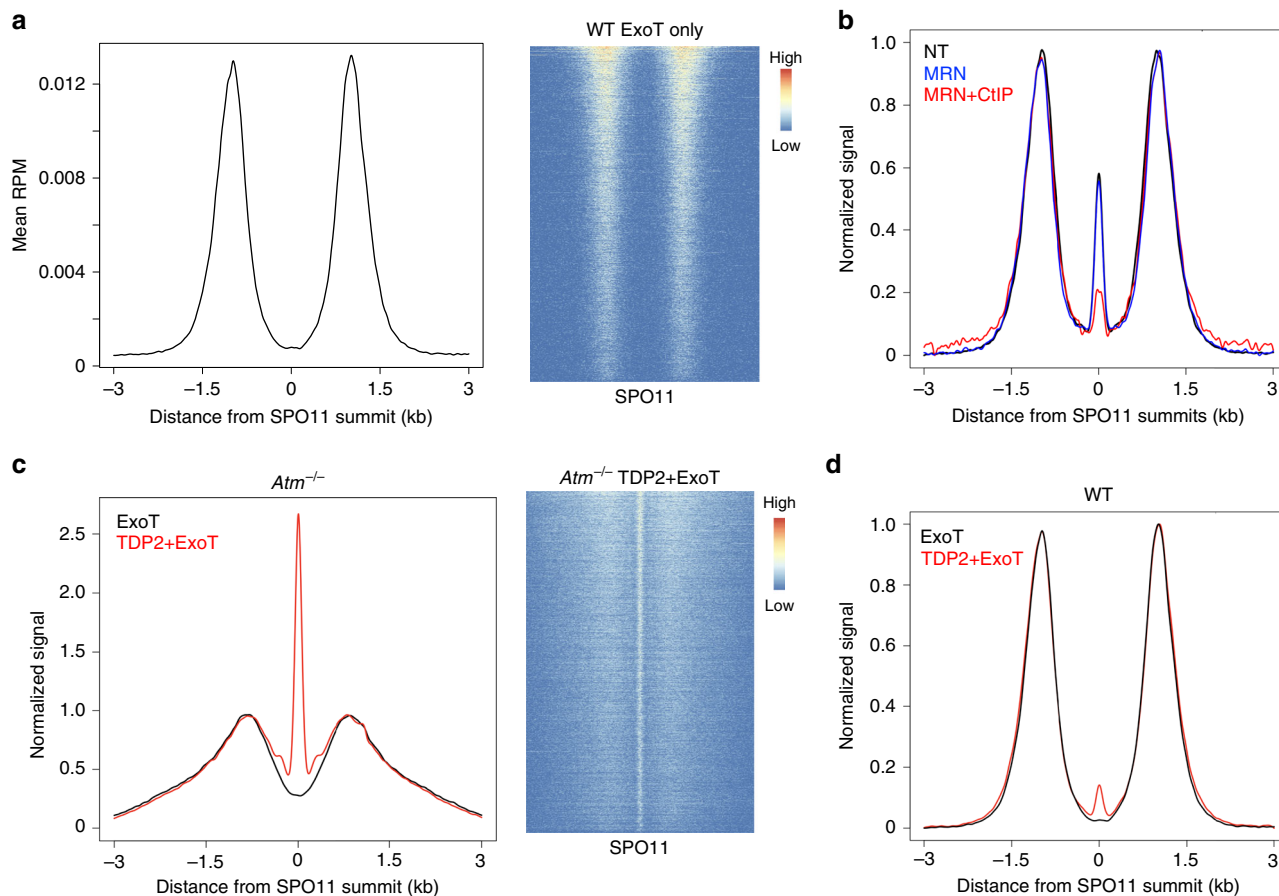 a
WT ExoT only
High
Low
0.012
0.008
0.004
0
Mean RPM
–3
–1.5
0
1.5
3
Distance from SPO11 summit (kb)
SPO11
b
NT
MRN
MRN+CtIP
1.0
0.8
0.6
0.4
0.2
0
Normalized signal
–3
–1.5
0
1.5
3
Distance from SPO11 summits (kb)
c
Atm–/–
ExoT
TDP2+ExoT
2.5
2.0
1.5
1.0
0.5
0
Normalized signal
–3
–1.5
0
1.5
3
Distance from SPO11 summit (kb)
Atm–/– TDP2+ExoT
High
Low
SPO11
d
WT
ExoT
TDP2+ExoT
1.0
0.8
0.6
0.4
0.2
0
Normalized signal
–3
–1.5
0
1.5
3
Distance from SPO11 summit (kb)